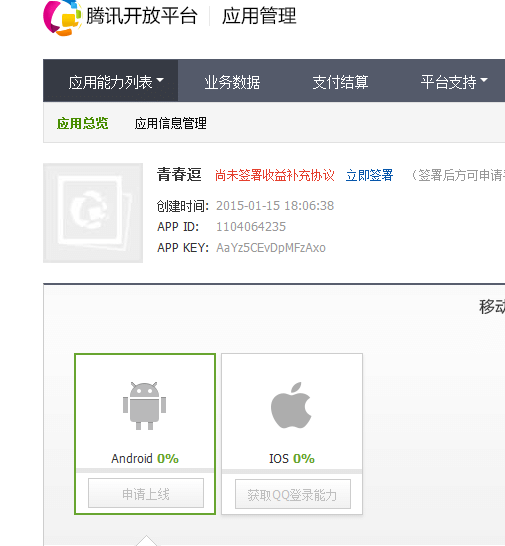 腾讯开放平台 应用管理
应用能力列表 业务数据 支付结算 平台支持
应用总览 应用信息管理
青春逗 尚未签署收益补充协议 立即签署 （签署后方可申请
创建时间: 2015-01-15 18:06:38
APP ID: 1104064235
APP KEY: AaYz5CEvDpMFzAxo
移动
Android 0% IOS 0%
申请上线 获取QQ登录能力